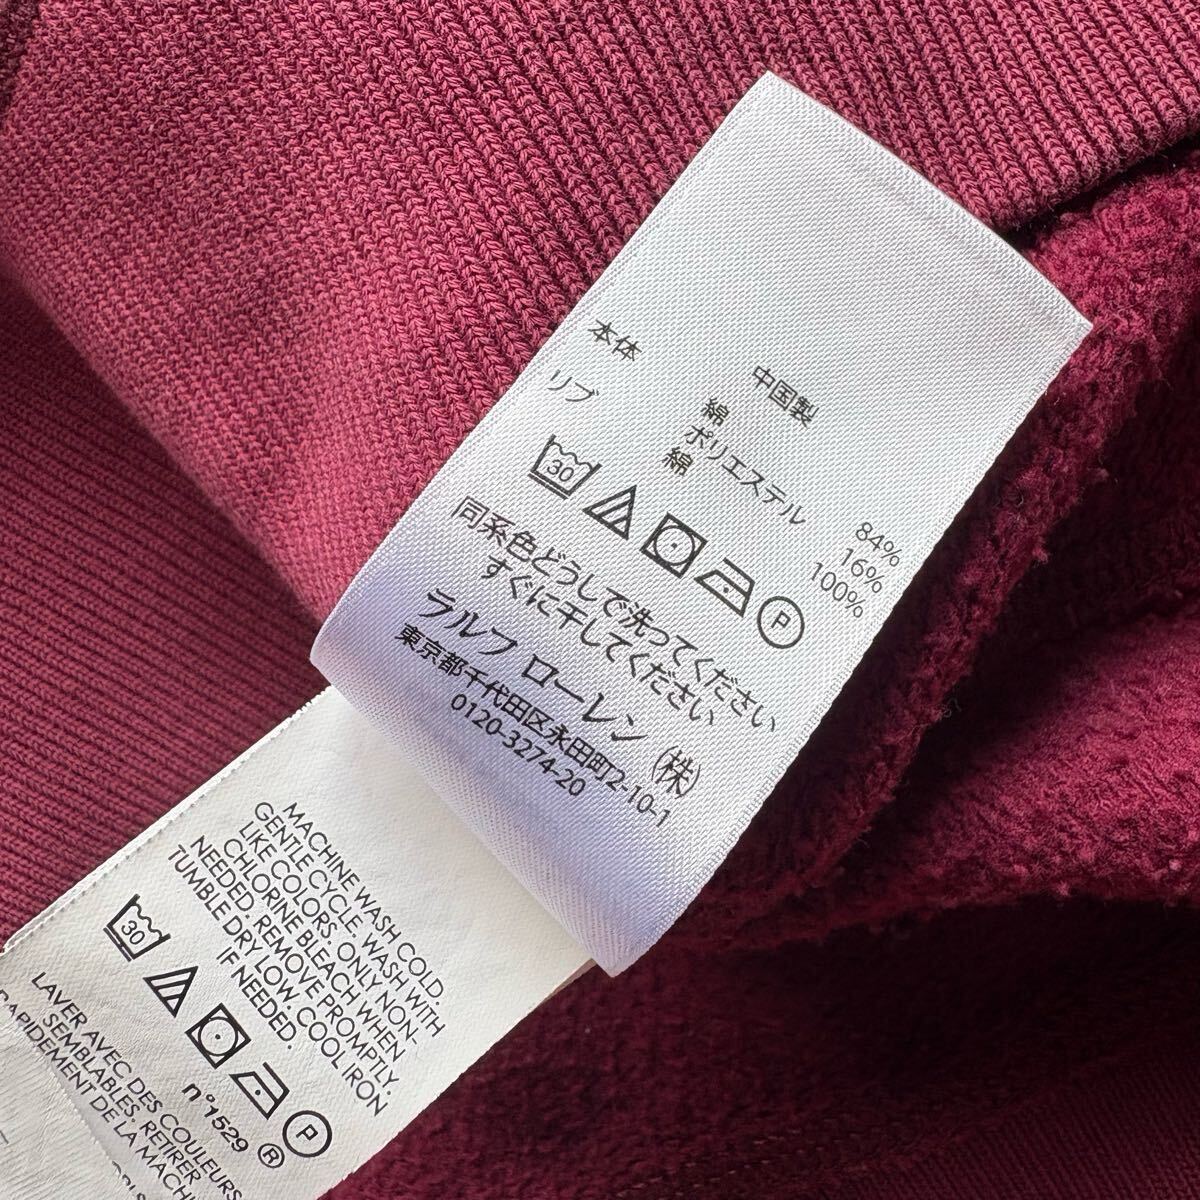 中国製
本体 綿 84%
ポリエステル 16%
リブ 綿 100%
30 P
同系色どうしで洗ってください
すぐに干してください
ラルフ ローレン (株)
東京都千代田区永田町2-10-1
0120-3274-20
MACHINE WASH COLD.
GENTLE CYCLE. WASH WITH
LIKE COLORS. ONLY NON-
CHLORINE BLEACH WHEN
NEEDED. REMOVE PROMPTLY.
TUMBLE DRY LOW. COOL IRON
IF NEEDED.
30 P
n°1529 ®
LAVER AVEC DES COULEURS
SEMBLABLES, RETIRER
RAPIDEMENT DE LA MACH